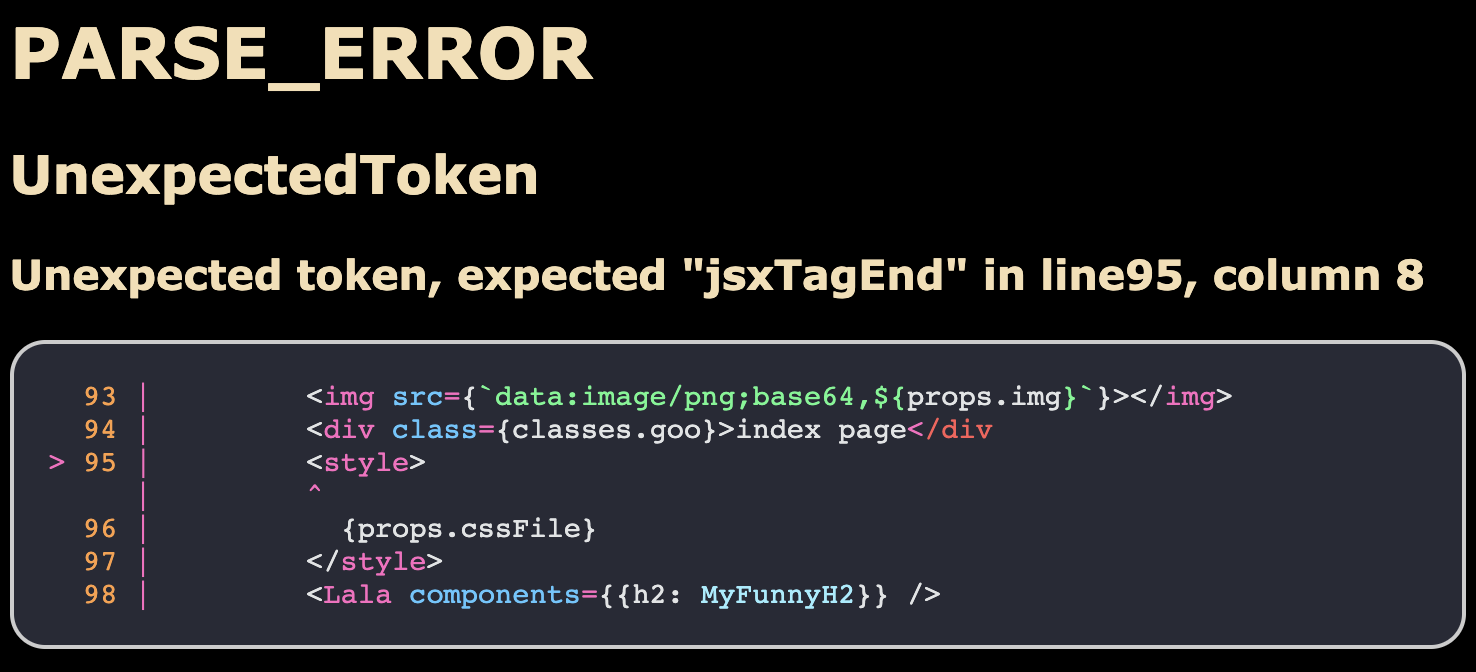 PARSE_ERROR
UnexpectedToken
Unexpected token, expected "jsxTagEnd" in line95, column 8
93 |         <img src={`data:image/png;base64,${props.img}`}></img>
94 |         <div class={classes.goo}>index page</div
> 95 |         <style>
|         ^
96 |           {props.cssFile}
97 |         </style>
98 |         <Lala components={{h2: MyFunnyH2}} />